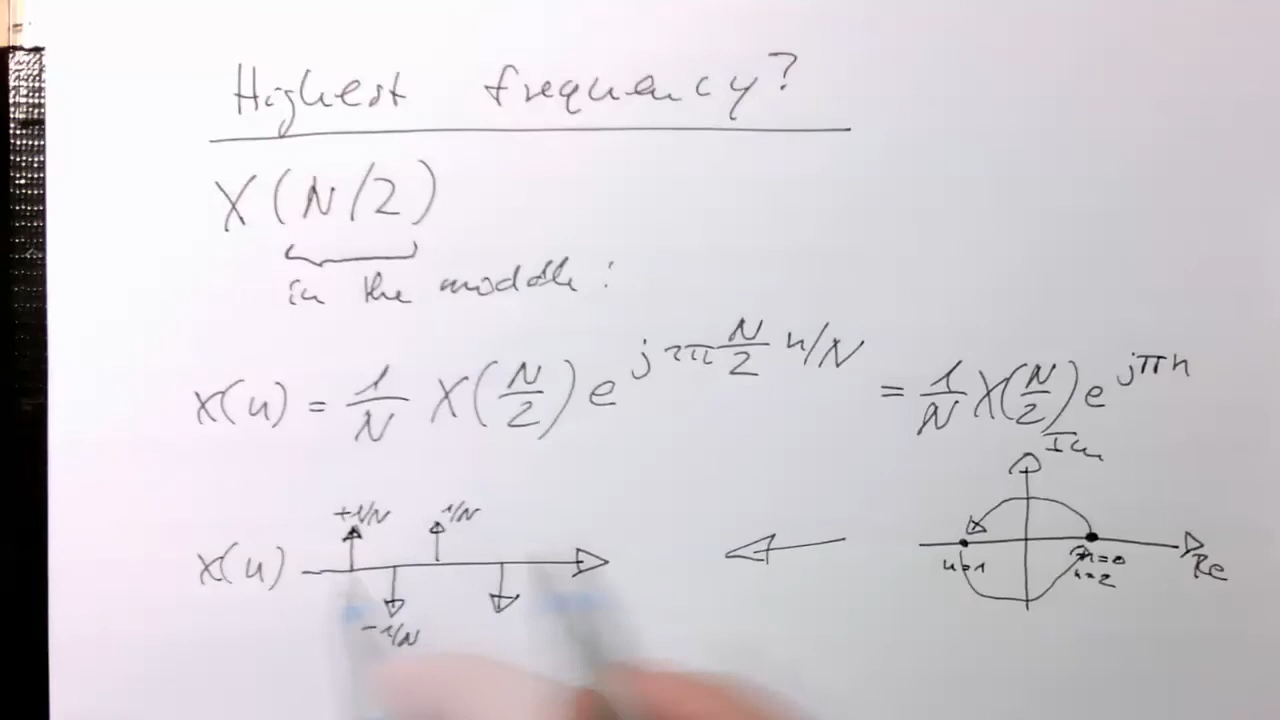 Highest frequency?
X(N/2)
in the moddle :
x(n) = 1/N X(N/2) e^{j2π N/2 n/N} = 1/N X(N/2) e^{jπn}
Im
+1/N 1/N
x(n)
n=1 n=0 Re
n=2
-1/N